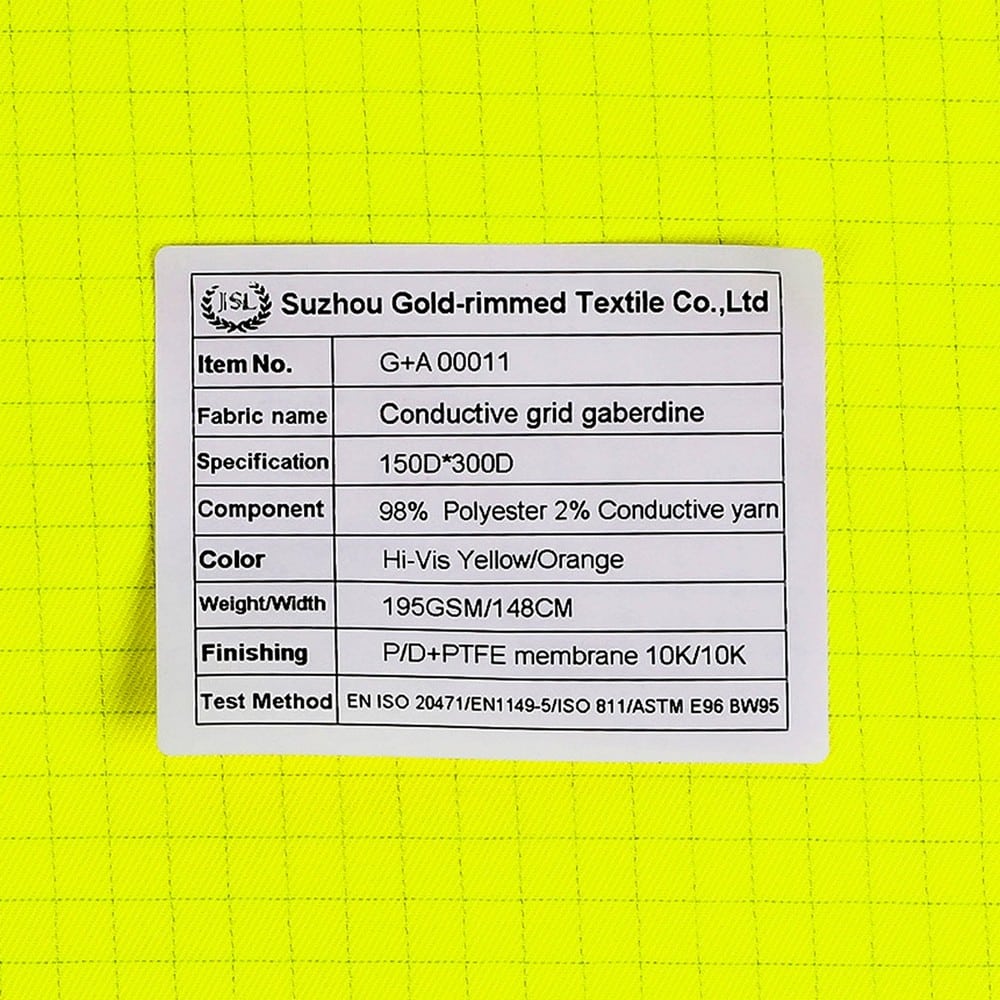 JSL Suzhou Gold-rimmed Textile Co.,Ltd
Item No. G+A 00011
Fabric name Conductive grid gaberdine
Specification 150D*300D
Component 98% Polyester 2% Conductive yarn
Color Hi-Vis Yellow/Orange
Weight/Width 195GSM/148CM
Finishing P/D+PTFE membrane 10K/10K
Test Method EN ISO 20471/EN1149-5/ISO 811/ASTM E96 BW95